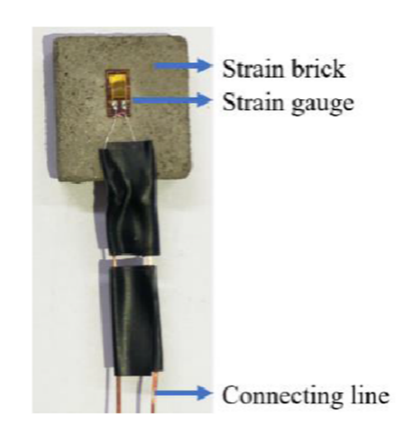 Strain brick
Strain gauge
Connecting line